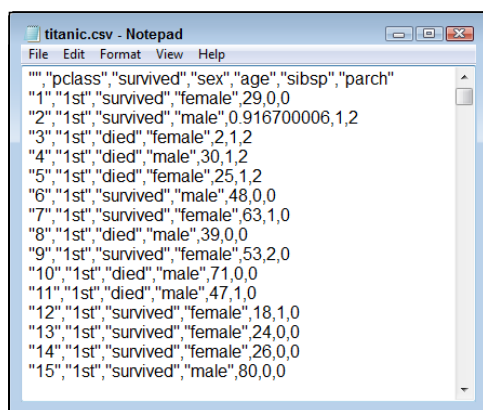 titanic.csv - Notepad
File Edit Format View Help
"","pclass","survived","sex","age","sibsp","parch"
"1","1st","survived","female",29,0,0
"2","1st","survived","male",0.916700006,1,2
"3","1st","died","female",2,1,2
"4","1st","died","male",30,1,2
"5","1st","died","female",25,1,2
"6","1st","survived","male",48,0,0
"7","1st","survived","female",63,1,0
"8","1st","died","male",39,0,0
"9","1st","survived","female",53,2,0
"10","1st","died","male",71,0,0
"11","1st","died","male",47,1,0
"12","1st","survived","female",18,1,0
"13","1st","survived","female",24,0,0
"14","1st","survived","female",26,0,0
"15","1st","survived","male",80,0,0